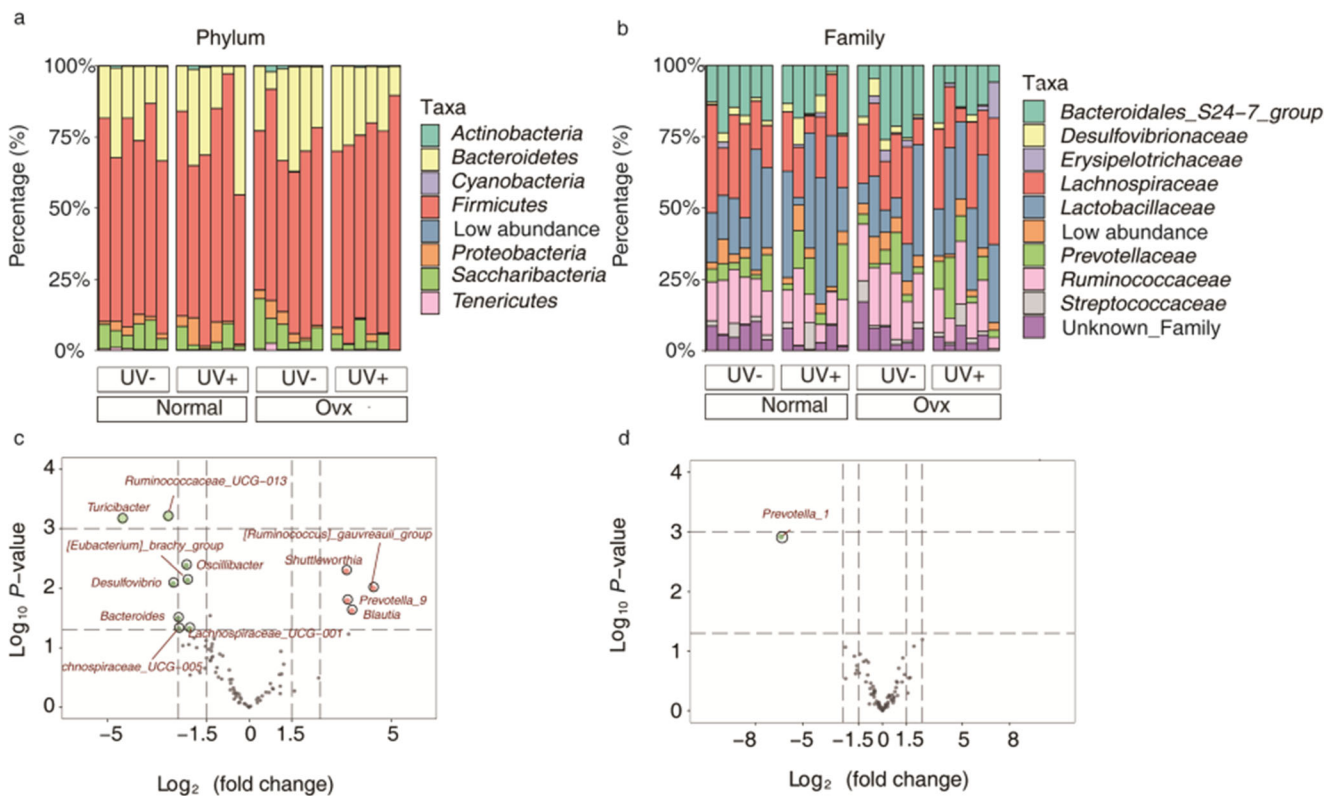 a
Phylum
100%
75%
50%
25%
0%
Percentage (%)
Taxa
Actinobacteria
Bacteroidetes
Cyanobacteria
Firmicutes
Low abundance
Proteobacteria
Saccharibacteria
Tenericutes
UV- UV+ UV- UV+
Normal Ovx
b
Family
100%
75%
50%
25%
0%
Percentage (%)
Taxa
Bacteroidales_S24-7_group
Desulfovibrionaceae
Erysipelotrichaceae
Lachnospiraceae
Lactobacillaceae
Low abundance
Prevotellaceae
Ruminococcaceae
Streptococcaceae
Unknown_Family
UV- UV+ UV- UV+
Normal Ovx
c
4
3
2
1
0
Log10 P-value
Ruminococcaceae_UCG-013
Turicibacter
[Ruminococcus]_gauvreauii_group
[Eubacterium]_brachy_group
Oscillibacter
Shuttleworthia
Desulfovibrio
Prevotella_9
Blautia
Bacteroides
Lachnospiraceae_UCG-001
chnospiraceae_UCG-005
-5 -1.5 0 1.5 5
Log2 (fold change)
d
4
3
2
1
0
Log10 P-value
Prevotella_1
-8 -5 -1.5 0 1.5 5 8
Log2 (fold change)